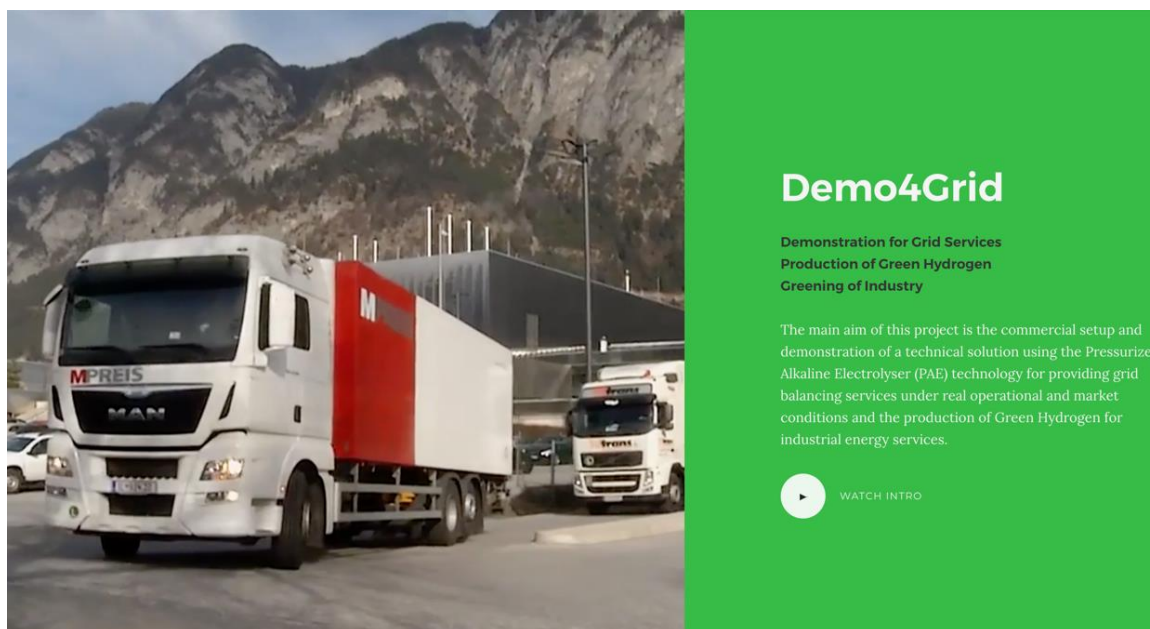 MPREIS
MPREIS
MAN
trans
Demo4Grid
Demonstration for Grid Services
Production of Green Hydrogen
Greening of Industry
The main aim of this project is the commercial setup and
demonstration of a technical solution using the Pressurize
Alkaline Electrolyser (PAE) technology for providing grid
balancing services under real operational and market
conditions and the production of Green Hydrogen for
industrial energy services.
WATCH INTRO